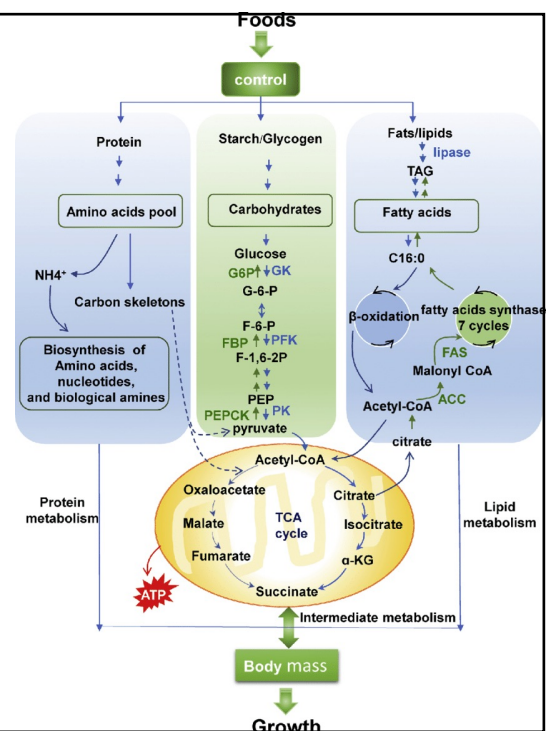 Foods
control
Protein
Amino acids pool
NH4⁺
Carbon skeletons
Biosynthesis of
Amino acids,
nucleotides,
and biological amines
Starch/Glycogen
Carbohydrates
Glucose
G6P GK
G-6-P
F-6-P
FBP PFK
F-1,6-2P
PEP
PEPCK PK
pyruvate
Fats/lipids
lipase
TAG
Fatty acids
C16:0
β-oxidation
fatty acids synthase
7 cycles
FAS
Malonyl CoA
ACC
Acetyl-CoA
citrate
Protein
metabolism
Acetyl-CoA
Oxaloacetate
Citrate
Malate
TCA
cycle
Isocitrate
Fumarate
α-KG
Succinate
ATP
Lipid
metabolism
Intermediate metabolism
Body mass
Growth